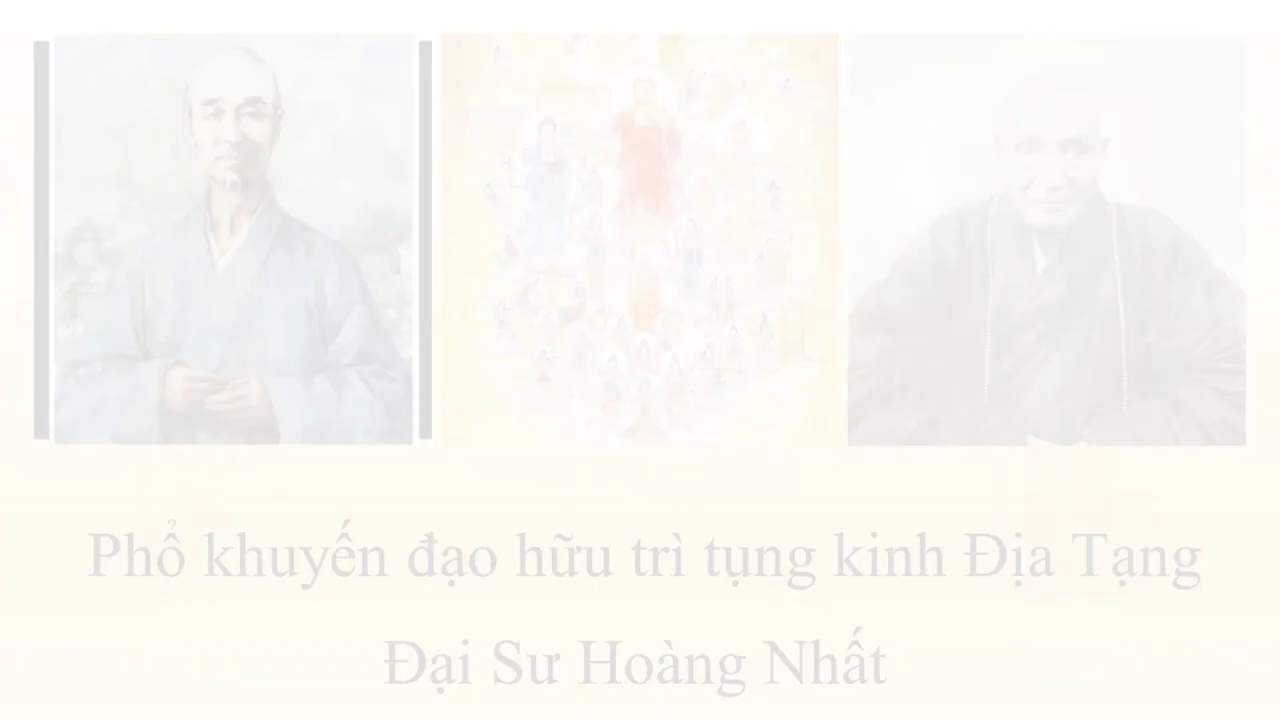 Phổ khuyến đạo hữu trì tụng kinh Địa Tạng
Đại Sư Hoàng Nhất